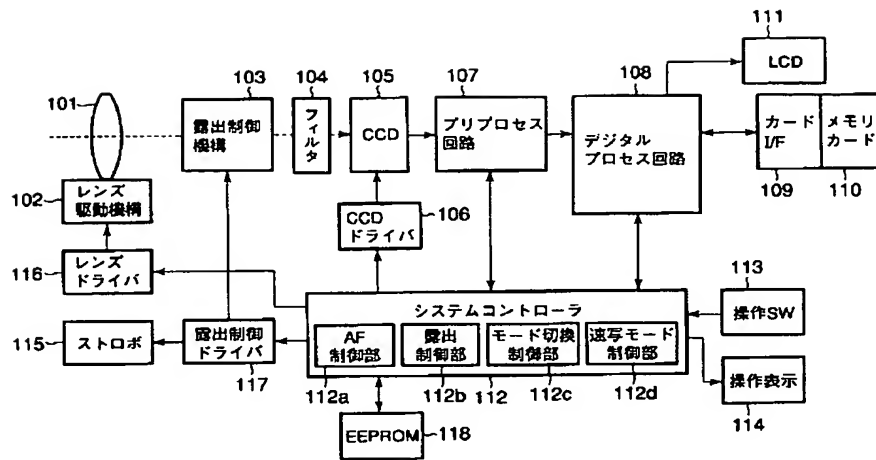 111
LCD
101
103
104
105
107
108
露出制御
機構
フィルタ
CCD
プリプロセス
回路
デジタル
プロセス回路
カード
I/F
メモリ
カード
109
110
102
レンズ
駆動機構
CCD
ドライバ
106
116
レンズ
ドライバ
システムコントローラ
113
操作SW
115
ストロボ
露出制御
ドライバ
117
AF
制御部
露出
制御部
モード切換
制御部
速写モード
制御部
112a
112b
112
112c
112d
操作表示
114
EEPROM
118